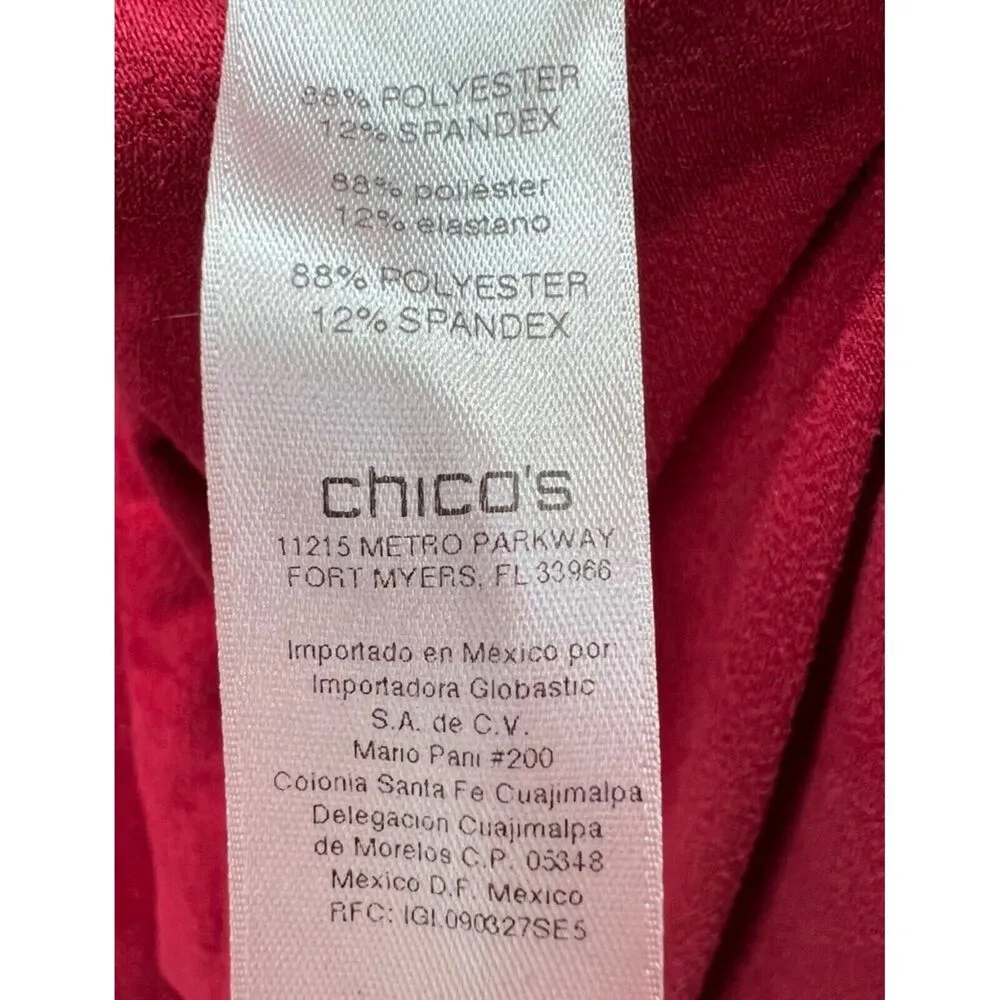 88% POLYESTER
12% SPANDEX
88% poliéster
12% elastano
88% POLYESTER
12% SPANDEX
chico's
11215 METRO PARKWAY
FORT MYERS, FL 33966
Importado en México por:
Importadora Globastic
S.A. de C.V.
Mario Pani #200
Colonia Santa Fe Cuajimalpa
Delegacion Cuajimalpa
de Morelos C.P. 05348
México D.F. México
RFC: IGL090327SE5